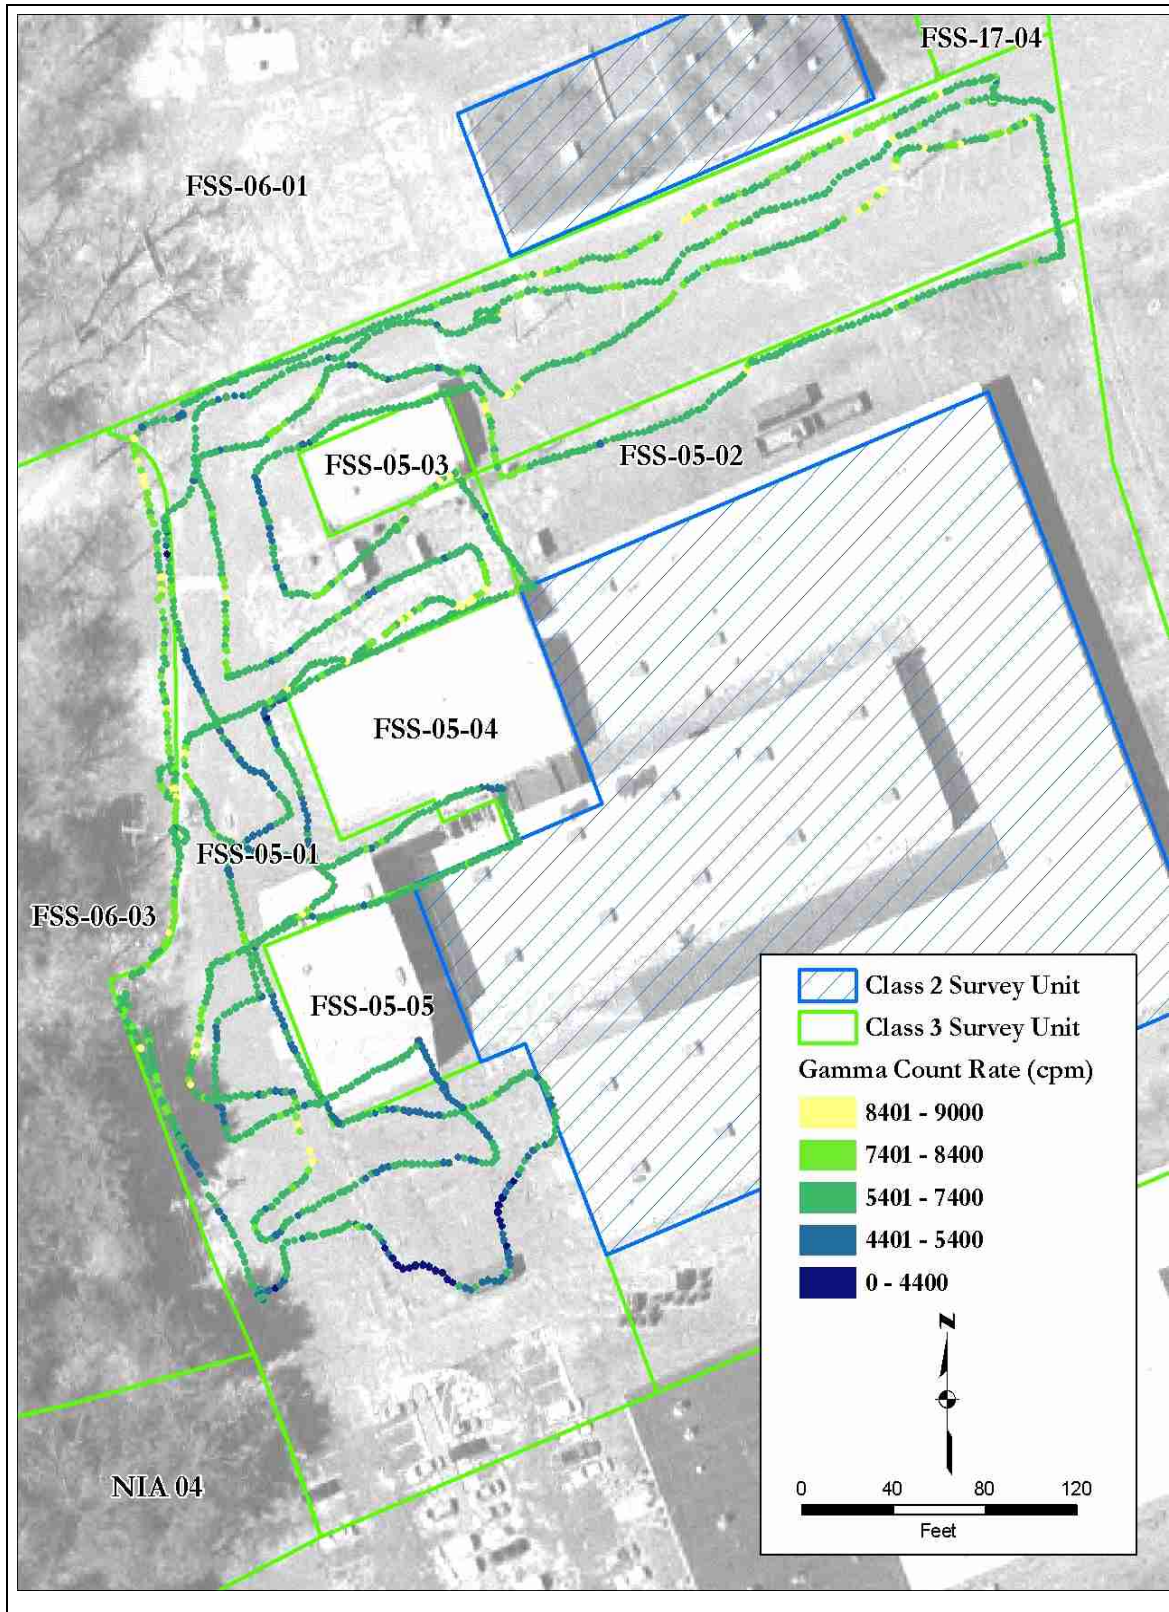 FSS-17-04
FSS-06-01
FSS-05-03
FSS-05-02
FSS-05-04
FSS-05-01
FSS-06-03
FSS-05-05
NIA 04
Class 2 Survey Unit
Class 3 Survey Unit
Gamma Count Rate (cpm)
8401 - 9000
7401 - 8400
5401 - 7400
4401 - 5400
0 - 4400
N
0 40 80 120
Feet